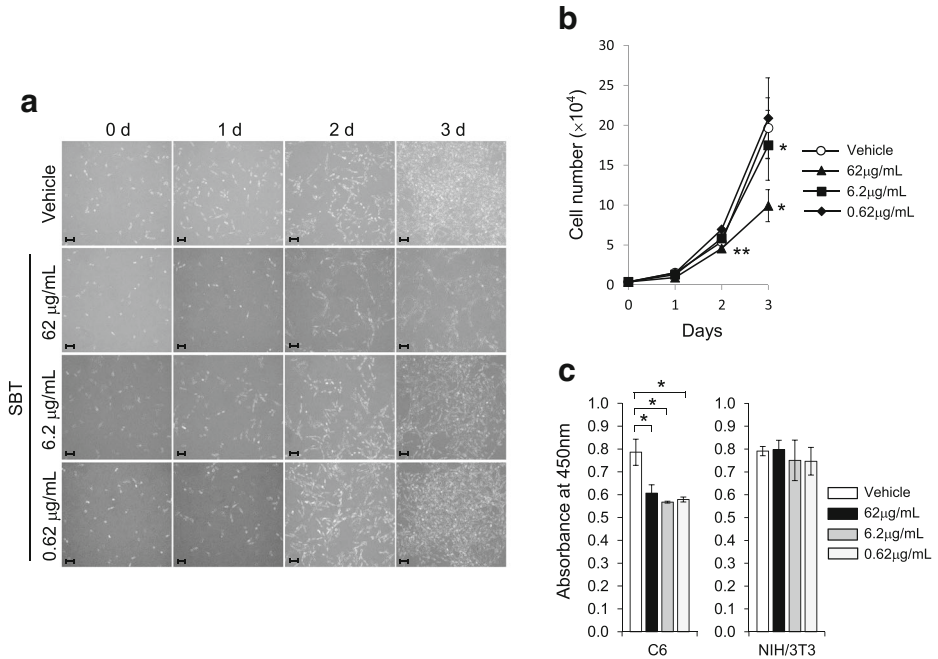 a
0 d 1 d 2 d 3 d
Vehicle
SBT
62 µg/mL
6.2 µg/mL
0.62 µg/mL
b
Cell number (×10⁴)
30
25
20
15
10
5
0
0 1 2 3
Days
*
*
**
Vehicle
62µg/mL
6.2µg/mL
0.62µg/mL
c
Absorbance at 450nm
*
*
*
1.0
0.9
0.8
0.7
0.6
0.5
0.4
0.3
0.2
0.1
0.0
C6
1.0
0.9
0.8
0.7
0.6
0.5
0.4
0.3
0.2
0.1
0.0
NIH/3T3
Vehicle
62µg/mL
6.2µg/mL
0.62µg/mL